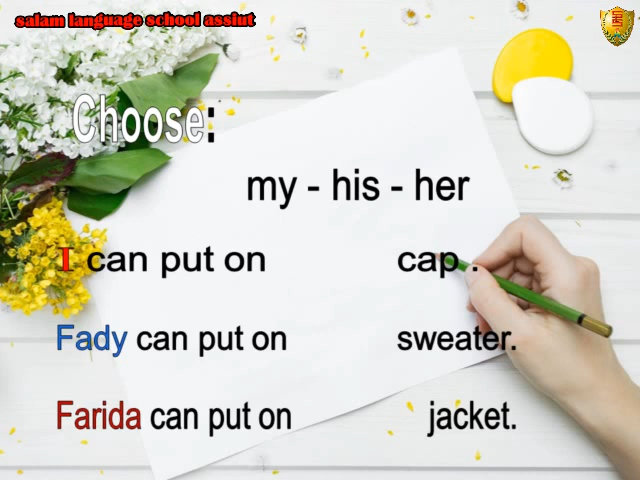 salam language school assiut
Choose:
my - his - her
I can put on cap .
Fady can put on sweater.
Farida can put on jacket.